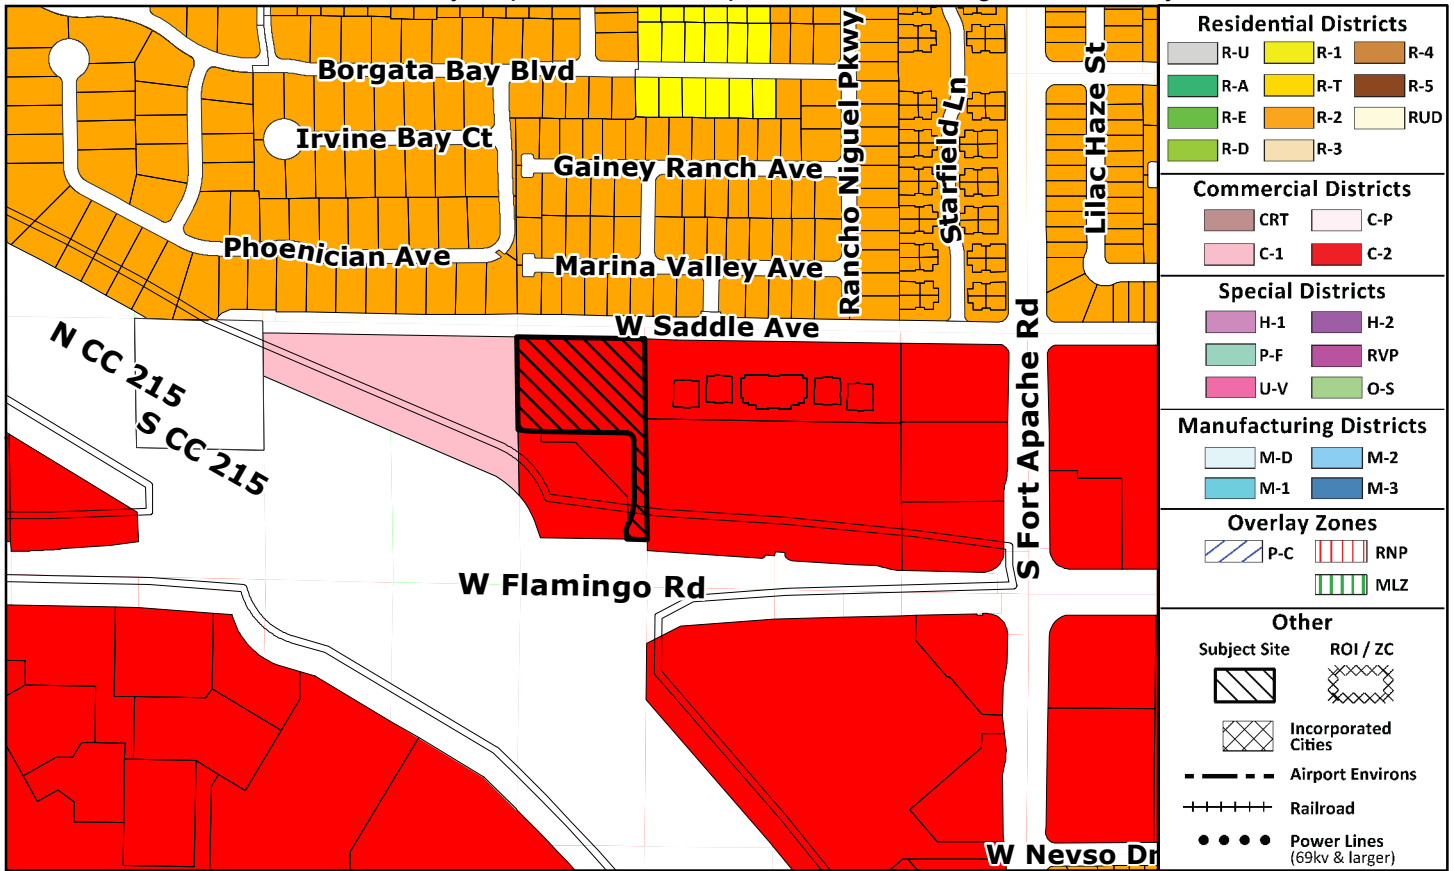 Borgata Bay Blvd
Irvine Bay Ct
Gainey Ranch Ave
Rancho Niguel Pkwy
Starfield Ln
Lilac Haze St
Phoenician Ave
Marina Valley Ave
W Saddle Ave
N CC 215
S CC 215
S Fort Apache Rd
W Flamingo Rd
W Nevso Dr
Residential Districts
R-U R-1 R-4
R-A R-T R-5
R-E R-2 RUD
R-D R-3
Commercial Districts
CRT C-P
C-1 C-2
Special Districts
H-1 H-2
P-F RVP
U-V O-S
Manufacturing Districts
M-D M-2
M-1 M-3
Overlay Zones
P-C RNP
MLZ
Other
Subject Site ROI / ZC
Incorporated
Cities
Airport Environs
Railroad
Power Lines
(69kv & larger)